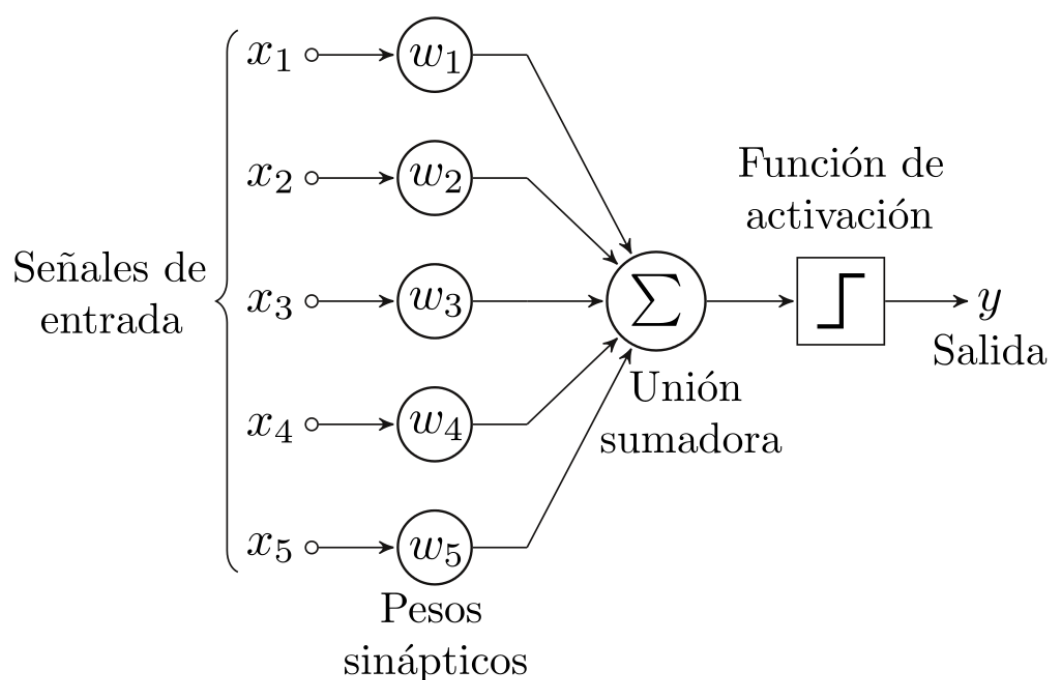 x₁ w₁
x₂ w₂
Función de
activación
Señales de
entrada
x₃ w₃ ∑ y
Salida
Unión
sumadora
x₄ w₄
x₅ w₅
Pesos
sinápticos